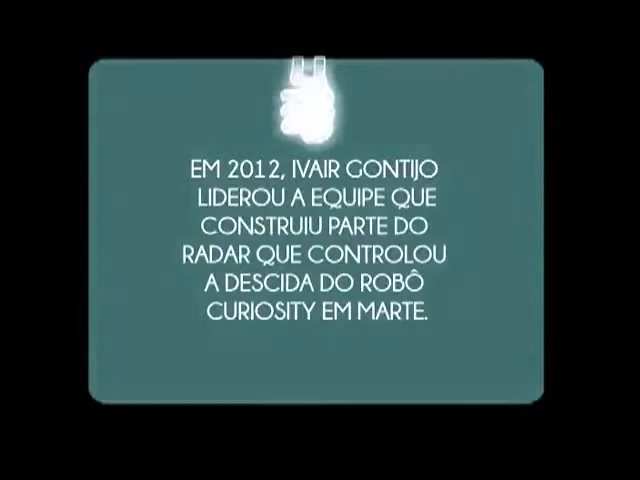 EM 2012, IVAIR GONTIJO
LIDEROU A EQUIPE QUE
CONSTRUIU PARTE DO
RADAR QUE CONTROLOU
A DESCIDA DO ROBÔ
CURIOSITY EM MARTE.